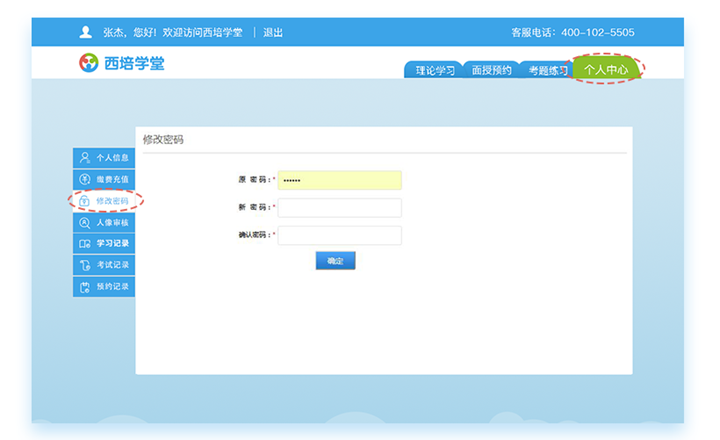 张杰，您好！欢迎访问西培学堂 | 退出
客服电话：400-102-5505
西培学堂
理论学习 面授预约 考题练习 个人中心
修改密码
个人信息
缴费充值
修改密码
人像审核
学习记录
考试记录
预约记录
原 密 码：*
新 密 码：*
确认密码：*
确定